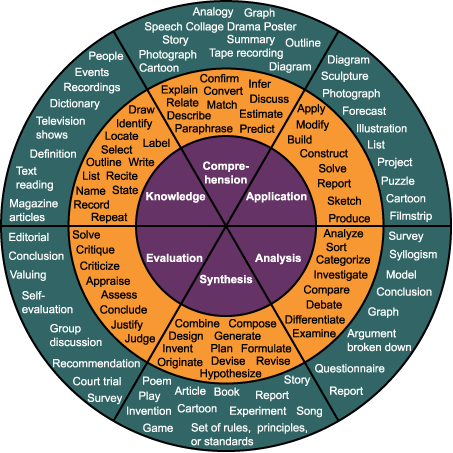 Analogy Graph
Speech Collage Drama Poster
Story Summary Outline
Photograph Tape recording
Cartoon Diagram
Confirm
Explain Convert Infer
Relate Match Discuss
Describe Estimate
Paraphrase Predict
Compre-
hension
Diagram
Sculpture
Photograph
Forecast
Illustration
List
Project
Puzzle
Cartoon
Filmstrip
Apply
Modify
Build
Construct
Solve
Report
Sketch
Produce
Application
Survey
Syllogism
Model
Conclusion
Graph
Argument
broken down
Questionnaire
Report
Analyze
Sort
Categorize
Investigate
Compare
Debate
Differentiate
Examine
Analysis
Synthesis
Combine Compose
Design Generate
Invent Plan Formulate
Originate Devise Revise
Hypothesize
Poem Story
Play Article Book Report
Invention Cartoon Experiment Song
Game Set of rules, principles,
or standards
Evaluation
Solve
Critique
Criticize
Appraise
Assess
Conclude
Justify
Judge
Editorial
Conclusion
Valuing
Self-
evaluation
Group
discussion
Recommendation
Court trial
Survey
Knowledge
Draw
Identify
Locate Label
Select
Outline Write
List Recite
Name State
Record
Repeat
People
Events
Recordings
Dictionary
Television
shows
Definition
Text
reading
Magazine
articles